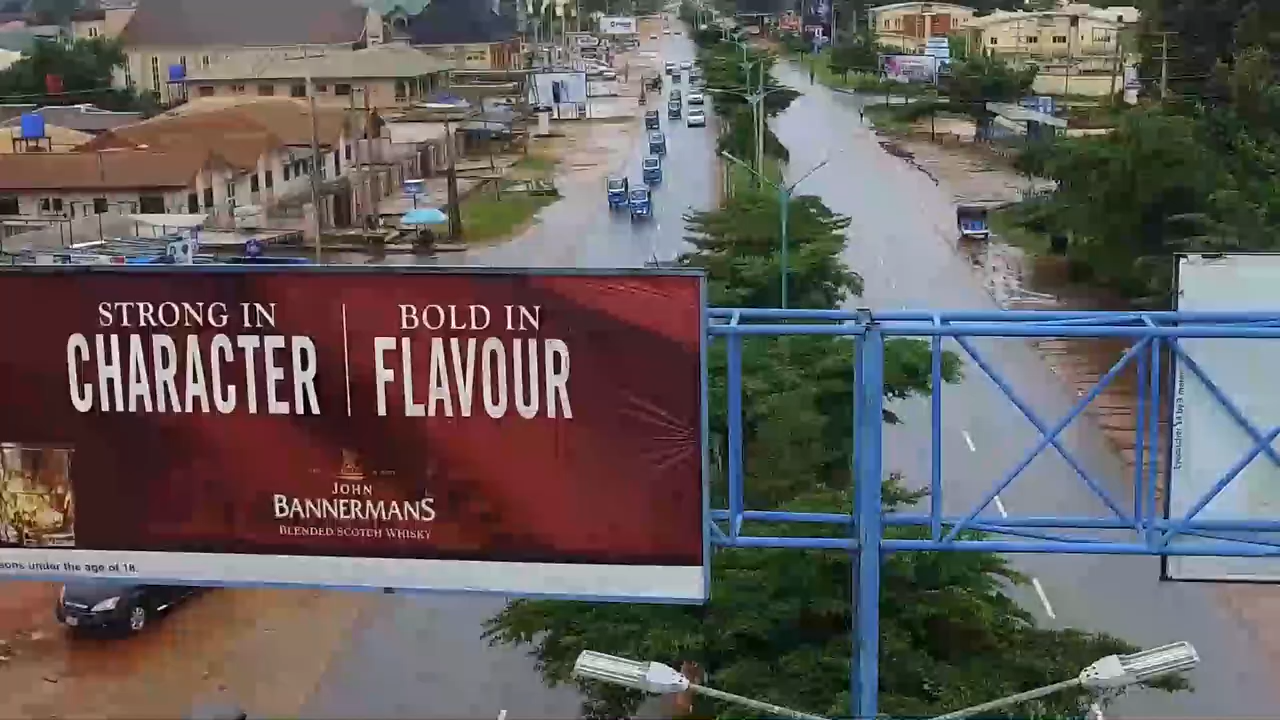 STRONG IN
CHARACTER
BOLD IN
FLAVOUR
JOHN
BANNERMANS
BLENDED SCOTCH WHISKY
sons under the age of 18.